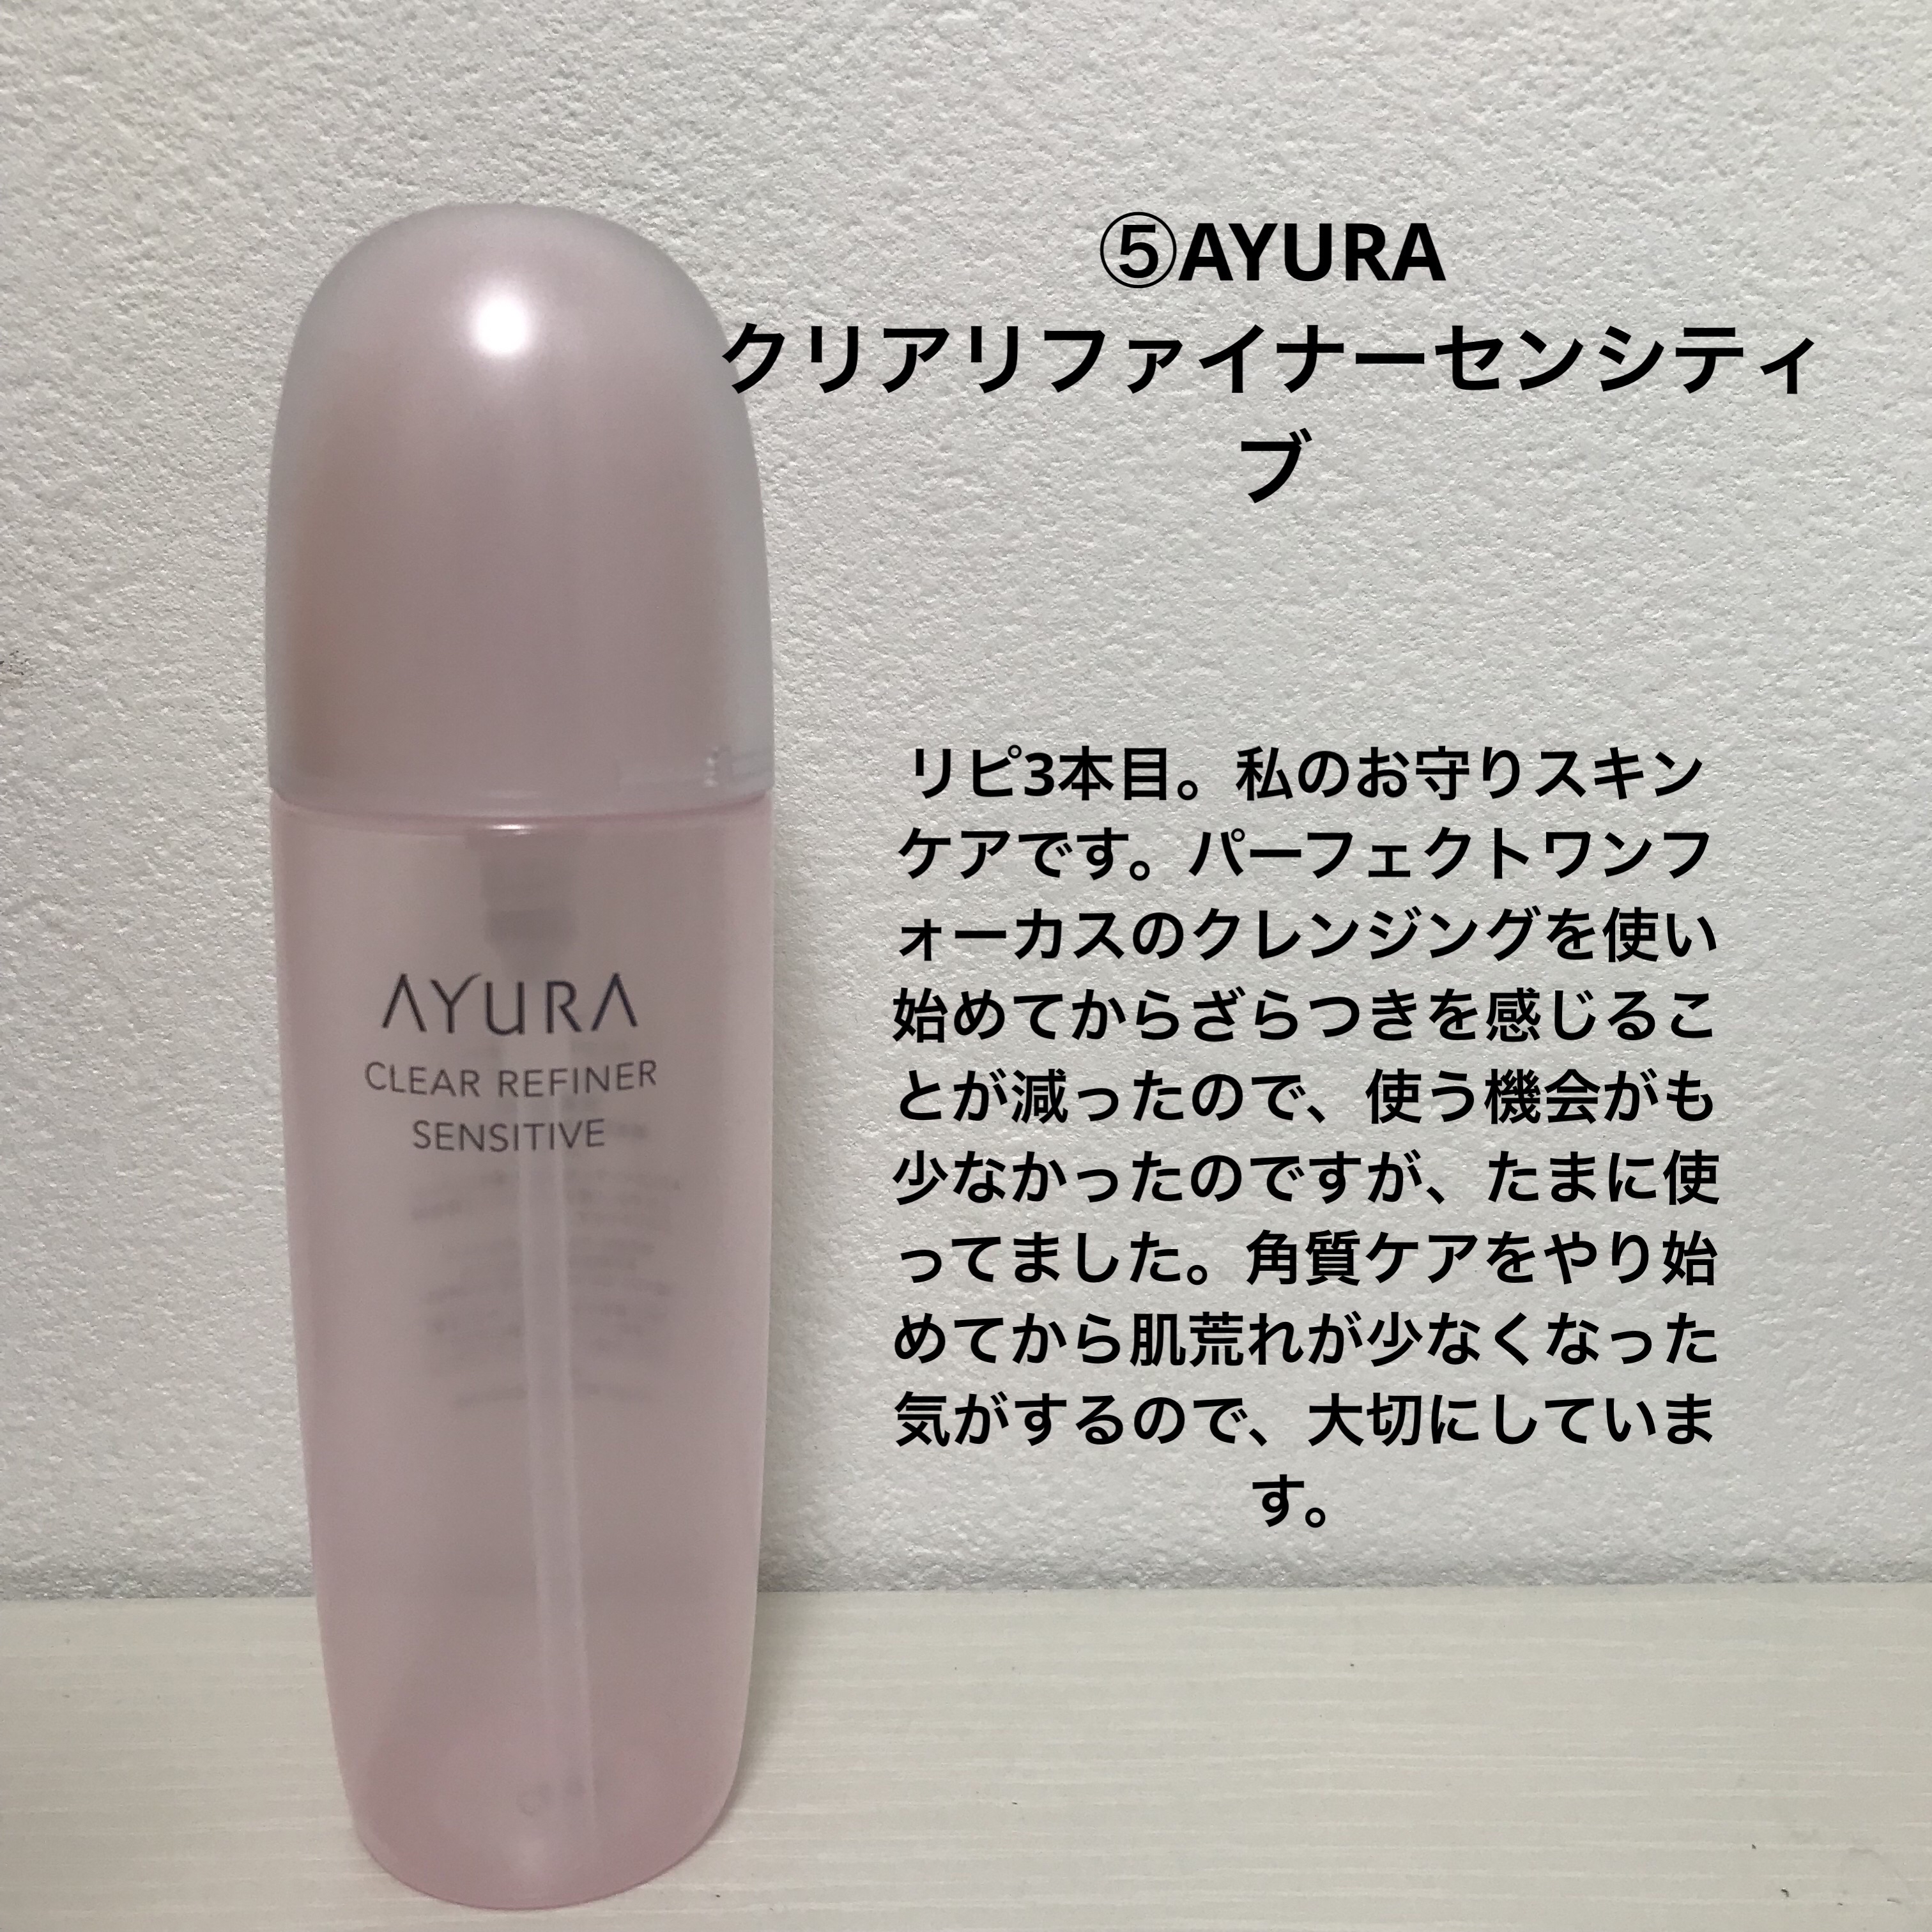 ⑤AYURA
クリアリファイナーセンシティ
ブ
リピ3本目。私のお守りスキン
ケアです。パーフェクトワンフ
ォーカスのクレンジングを使い
始めてからざらつきを感じるこ
とが減ったので、使う機会がも
少なかったのですが、たまに使
ってました。角質ケアをやり始
めてから肌荒れが少なくなった
気がするので、大切にしていま
す。
AYURA
CLEAR REFINER
SENSITIVE